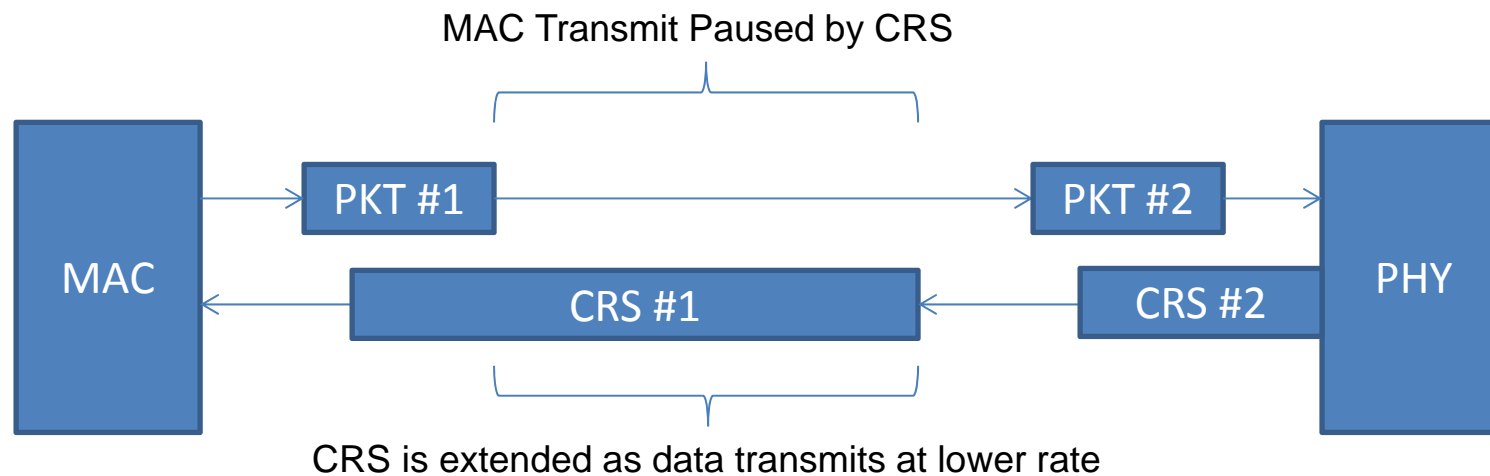 MAC Transmit Paused by CRS
MAC
PKT #1
PKT #2
PHY
CRS #1
CRS #2
CRS is extended as data transmits at lower rate